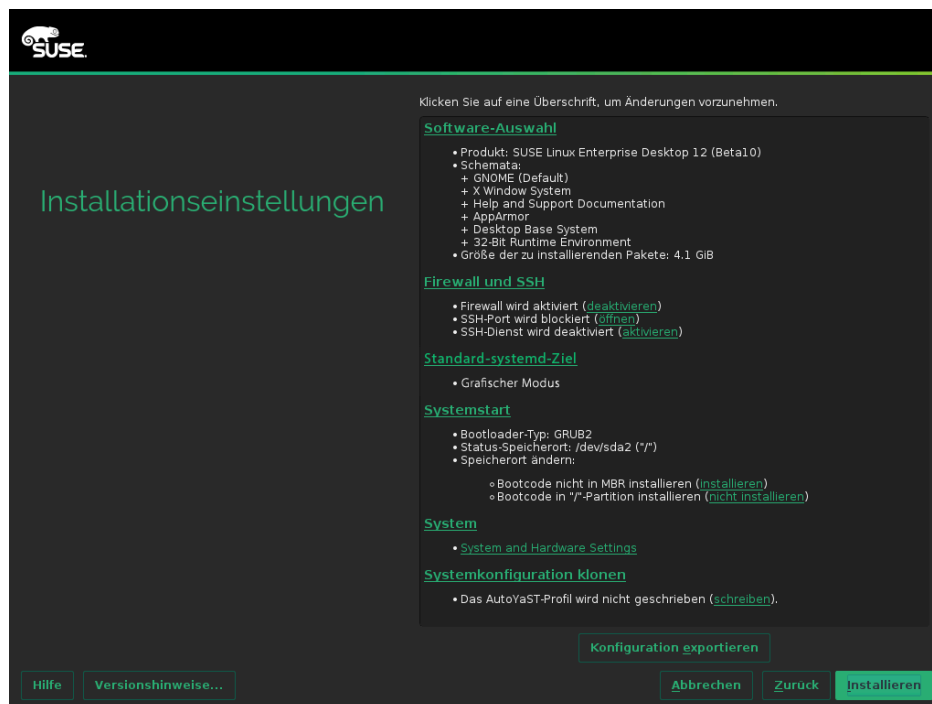 SUSE.
Klicken Sie auf eine Überschrift, um Änderungen vorzunehmen.
Installationseinstellungen
Software-Auswahl
• Produkt: SUSE Linux Enterprise Desktop 12 (Beta10)
• Schemata:
+ GNOME (Default)
+ X Window System
+ Help and Support Documentation
+ AppArmor
+ Desktop Base System
+ 32-Bit Runtime Environment
• Größe der zu installierenden Pakete: 4.1 GiB
Firewall und SSH
• Firewall wird aktiviert (deaktivieren)
• SSH-Port wird blockiert (öffnen)
• SSH-Dienst wird deaktiviert (aktivieren)
Standard-systemd-Ziel
• Grafischer Modus
Systemstart
• Bootloader-Typ: GRUB2
• Status-Speicherort: /dev/sda2 ("/")
• Speicherort ändern:
∘ Bootcode nicht in MBR installieren (installieren)
∘ Bootcode in "/"-Partition installieren (nicht installieren)
System
• System and Hardware Settings
Systemkonfiguration klonen
• Das AutoYaST-Profil wird nicht geschrieben (schreiben).
Konfiguration exportieren
Hilfe Versionshinweise... Abbrechen Zurück Installieren